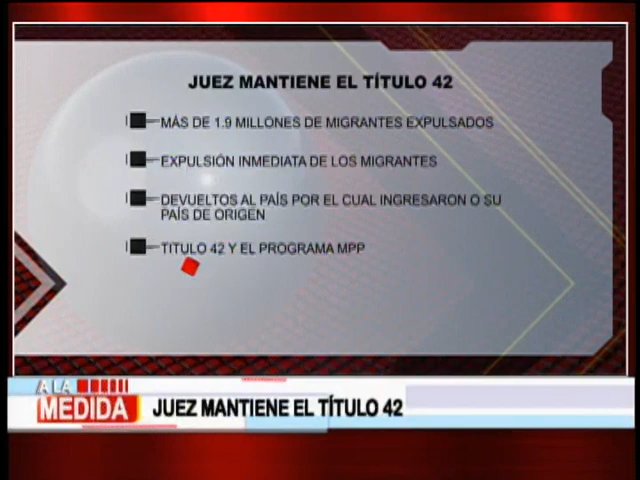 JUEZ MANTIENE EL TÍTULO 42
MÁS DE 1.9 MILLONES DE MIGRANTES EXPULSADOS
EXPULSIÓN INMEDIATA DE LOS MIGRANTES
DEVUELTOS AL PAÍS POR EL CUAL INGRESARON O SU
PAÍS DE ORIGEN
TITULO 42 Y EL PROGRAMA MPP
A LA
MEDIDA
JUEZ MANTIENE EL TÍTULO 42